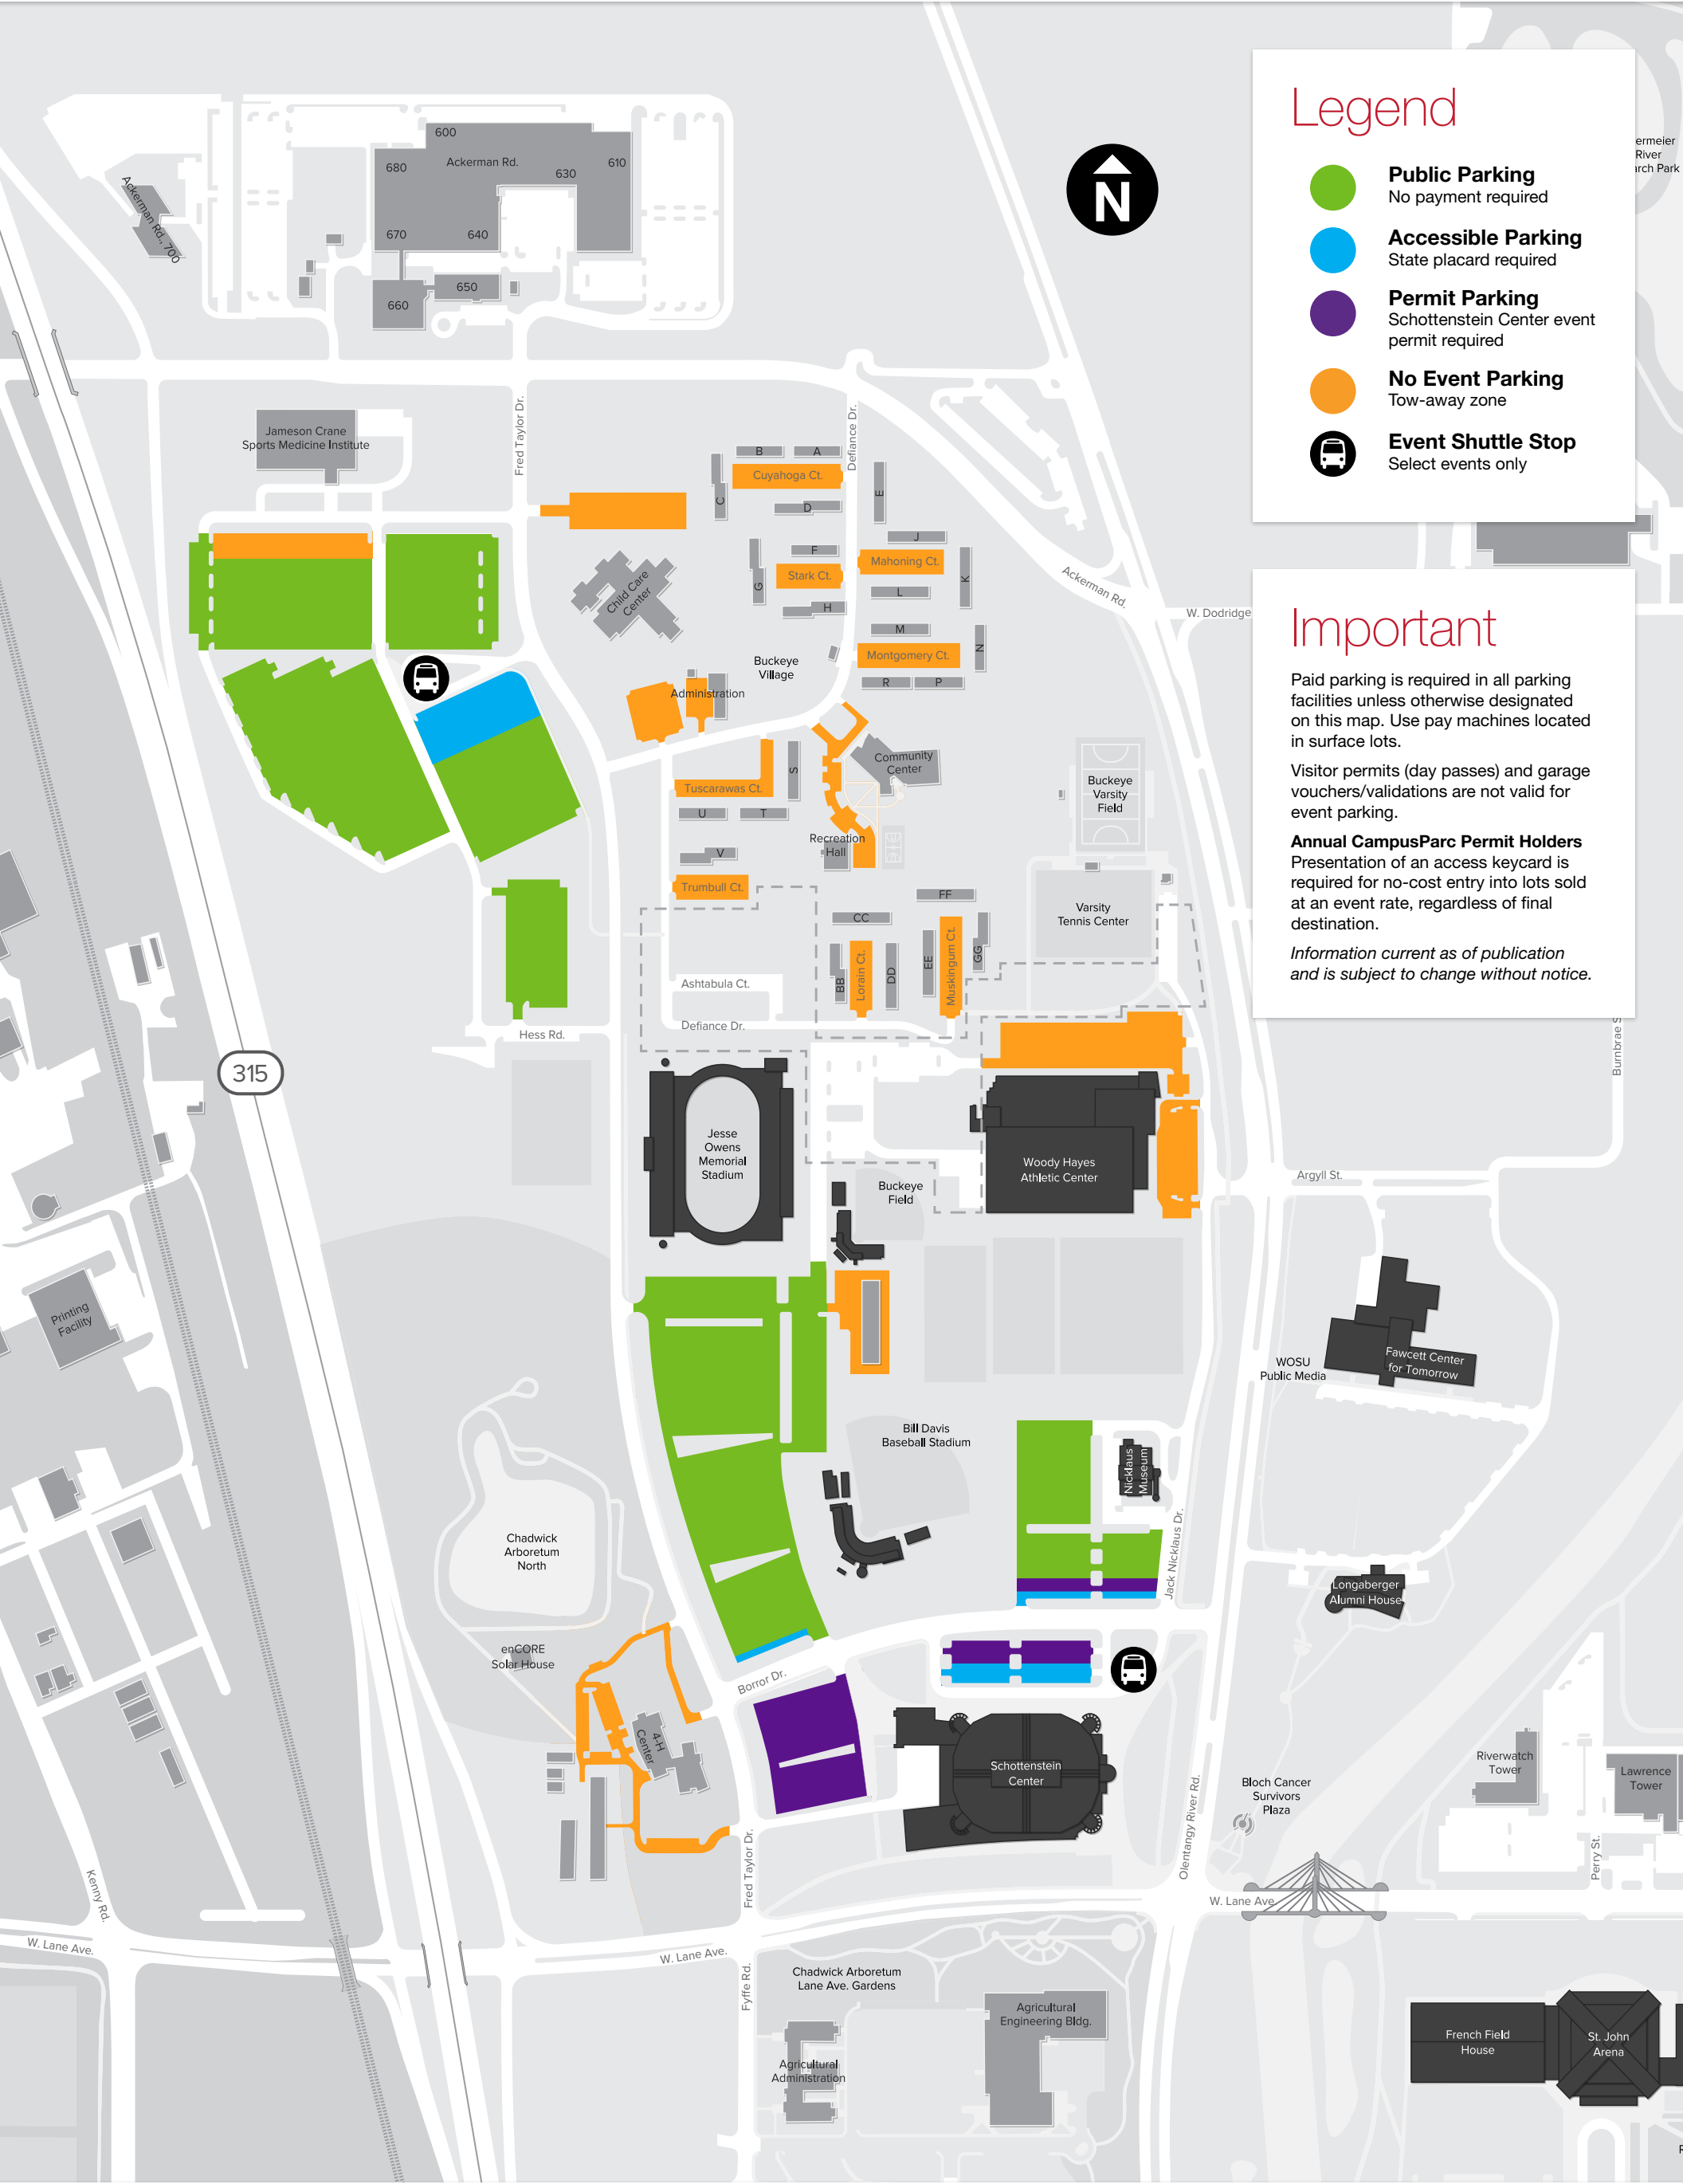 Legend
Public Parking
No payment required
Accessible Parking
State placard required
Permit Parking
Schottenstein Center event
permit required
No Event Parking
Tow-away zone
Event Shuttle Stop
Select events only
Important
Paid parking is required in all parking
facilities unless otherwise designated
on this map. Use pay machines located
in surface lots.
Visitor permits (day passes) and garage
vouchers/validations are not valid for
event parking.
Annual CampusParc Permit Holders
Presentation of an access keycard is
required for no-cost entry into lots sold
at an event rate, regardless of final
destination.
Information current as of publication
and is subject to change without notice.
N
River
600
Ackerman Rd.
610
680
630
670
640
650
660
Ackerman Rd., 700
Jameson Crane
Sports Medicine Institute
Fred Taylor Dr.
Defiance Dr.
B
A
Cuyahoga Ct.
C
D
E
F
J
Stark Ct.
Mahoning Ct.
G
K
H
L
Child Care
Center
M
Montgomery Ct.
N
R
P
Buckeye
Village
Administration
Ackerman Rd.
W. Dodridge
Tuscarawas Ct.
S
U
T
V
Trumbull Ct.
Community
Center
Recreation
Hall
Buckeye
Varsity
Field
Varsity
Tennis Center
FF
CC
BB
Lorain Ct.
DD
EE
Muskingum Ct.
GG
Ashtabula Ct.
Defiance Dr.
Hess Rd.
315
Jesse
Owens
Memorial
Stadium
Woody Hayes
Athletic Center
Buckeye
Field
Argyll St.
Burnbrae
Printing
Facility
WOSU
Public Media
Fawcett Center
for Tomorrow
Bill Davis
Baseball Stadium
Nicklaus
Museum
Jack Nicklaus Dr.
Chadwick
Arboretum
North
Longaberger
Alumni House
enCORE
Solar House
Borror Dr.
4-H
Center
Schottenstein
Center
Olentangy River Rd.
Bloch Cancer
Survivors
Plaza
Riverwatch
Tower
Lawrence
Tower
Perry St.
Kenny Rd.
Fred Taylor Dr.
W. Lane Ave.
W. Lane Ave.
W. Lane Ave.
Fyffe Rd.
Chadwick Arboretum
Lane Ave. Gardens
Agricultural
Engineering Bldg.
Agricultural
Administration
French Field
House
St. John
Arena